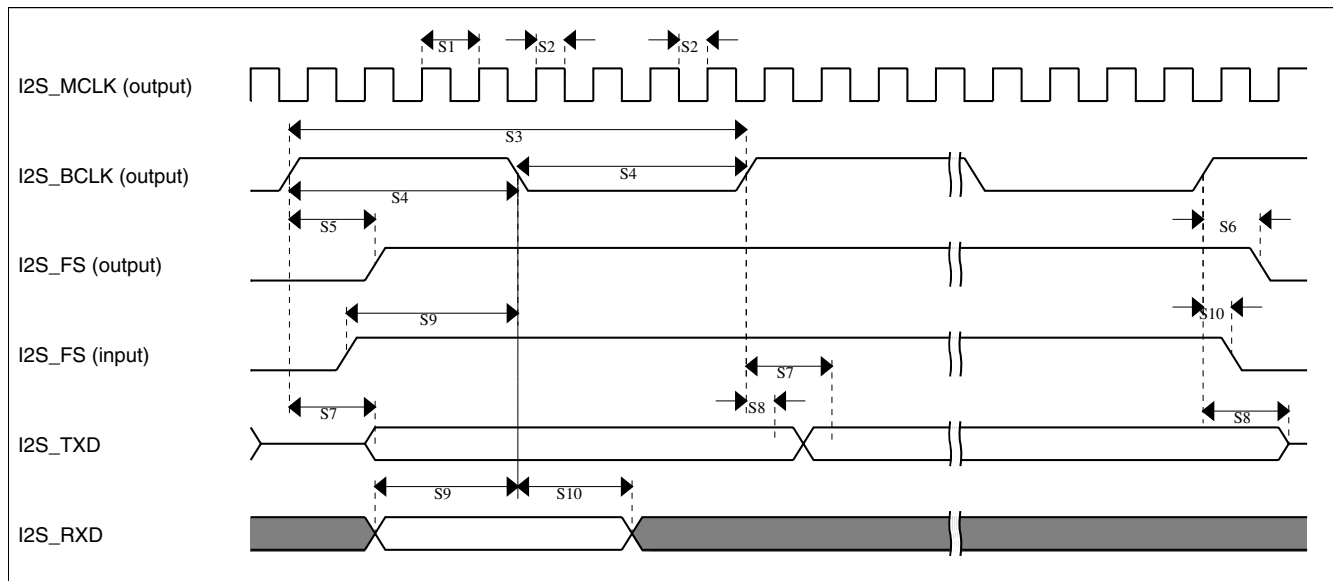 S1 S2 S2
I2S_MCLK (output)
S3
I2S_BCLK (output)
S4
S4
S5 S6
I2S_FS (output)
S9 S10
I2S_FS (input)
S7
S7 S8 S8
I2S_TXD
S9 S10
I2S_RXD